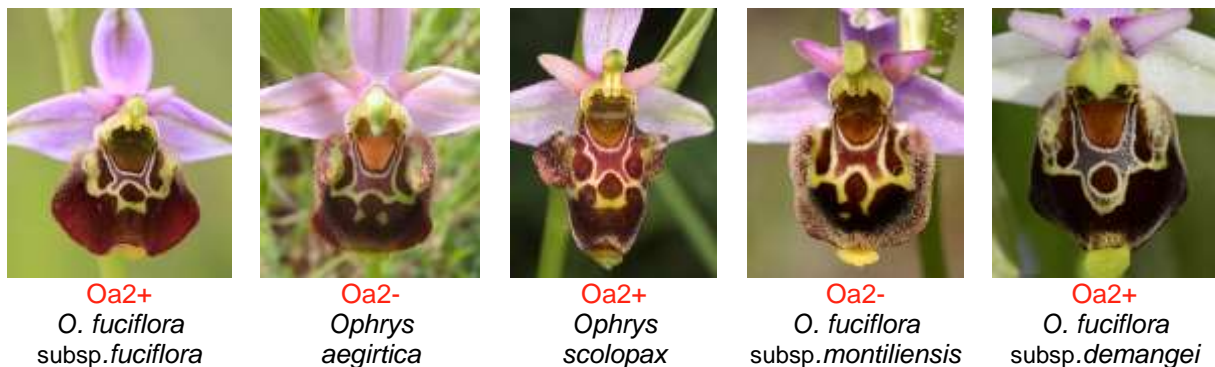 Oa2+
O. fuciflora
subsp.fuciflora
Oa2-
Ophrys
aegirtica
Oa2+
Ophrys
scolopax
Oa2-
O. fuciflora
subsp.montiliensis
Oa2+
O. fuciflora
subsp.demangei